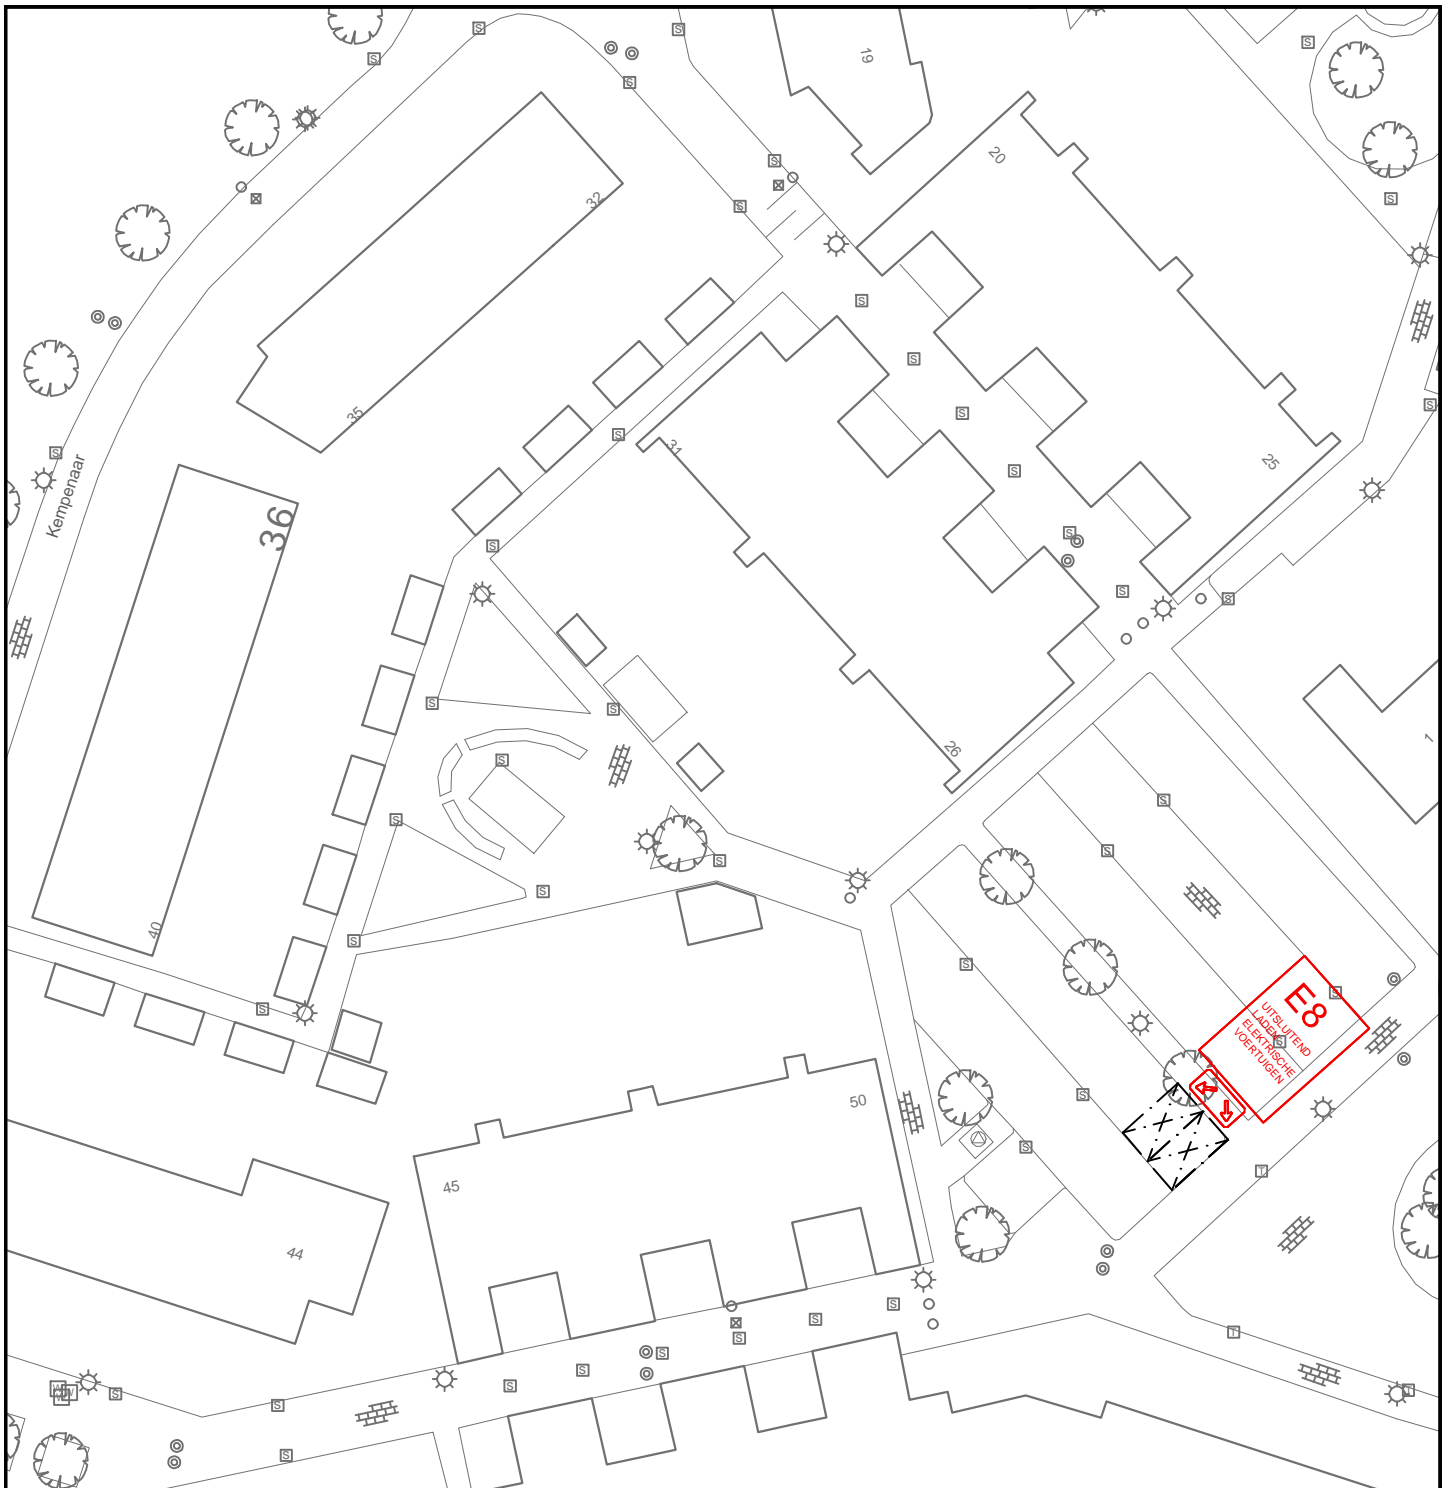 19
20
32
35
31
25
Kempenaar
36
26
1
40
E8
UITSLUITEND
LADEN
ELEKTRISCHE
VOERTUIGEN
50
45
44